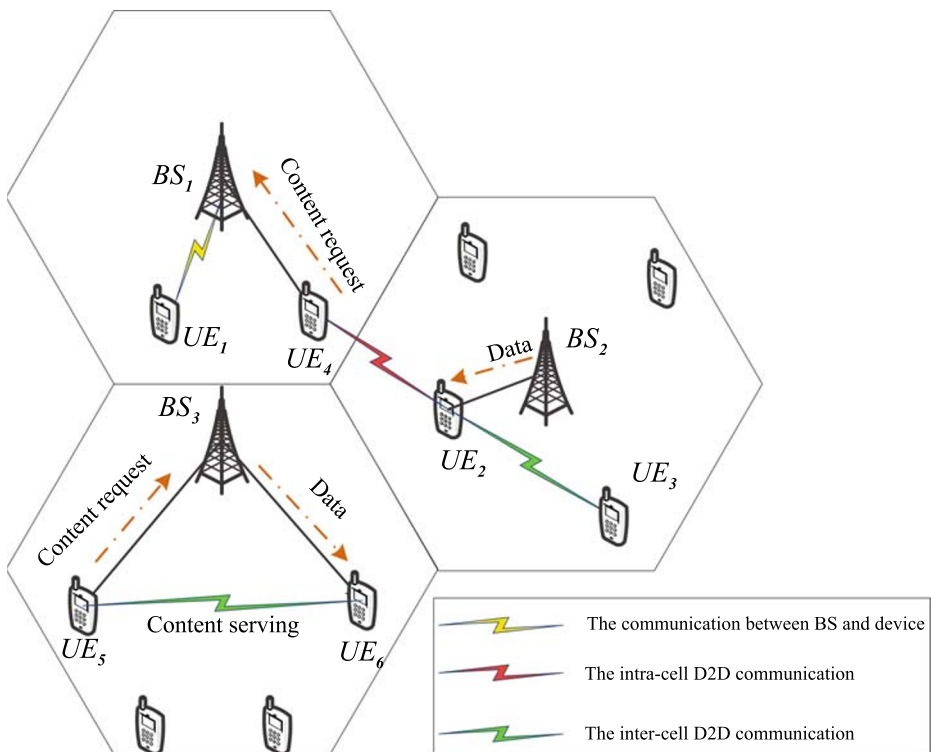 BS1
Content request
UE1
UE4
Data
BS2
BS3
UE2
UE3
Content request
Data
UE5
Content serving
UE6
The communication between BS and device
The intra-cell D2D communication
The inter-cell D2D communication